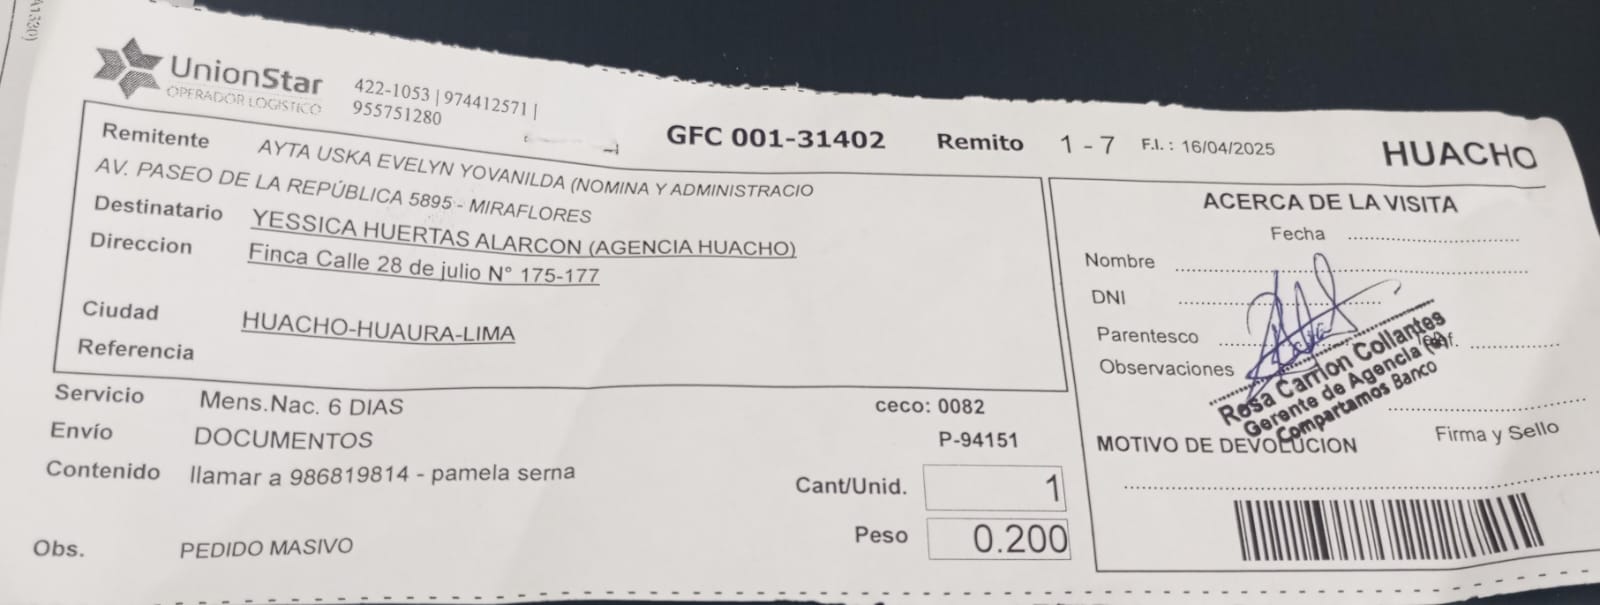 A1320)
UnionStar
OPERADOR LOGISTICO
422-1053 | 974412571 |
955751280
GFC 001-31402 Remito 1 - 7 F.I. : 16/04/2025 HUACHO
Remitente AYTA USKA EVELYN YOVANILDA (NOMINA Y ADMINISTRACIO
AV. PASEO DE LA REPÚBLICA 5895 - MIRAFLORES
Destinatario YESSICA HUERTAS ALARCON (AGENCIA HUACHO)
Direccion Finca Calle 28 de julio N° 175-177
Ciudad HUACHO-HUAURA-LIMA
Referencia
Servicio Mens.Nac. 6 DIAS ceco: 0082
Envío DOCUMENTOS P-94151
Contenido llamar a 986819814 - pamela serna
Cant/Unid. 1
Peso 0.200
Obs. PEDIDO MASIVO
ACERCA DE LA VISITA
Fecha
Nombre
DNI
Parentesco
Observaciones
Rosa Carrion Collantes
Gerente de Agencia (e)
Compartamos Banco
MOTIVO DE DEVOLUCION Firma y Sello